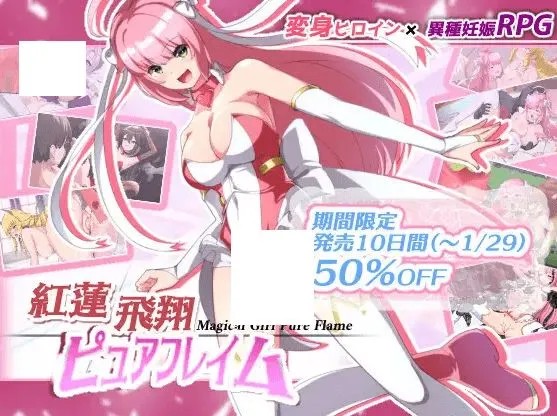 変身ヒロイン×異種妊娠RPG
期間限定
発売10日間(～1/29)
50%OFF
紅蓮飛翔
Magical Girl Pure Flame
ピュアフレイム